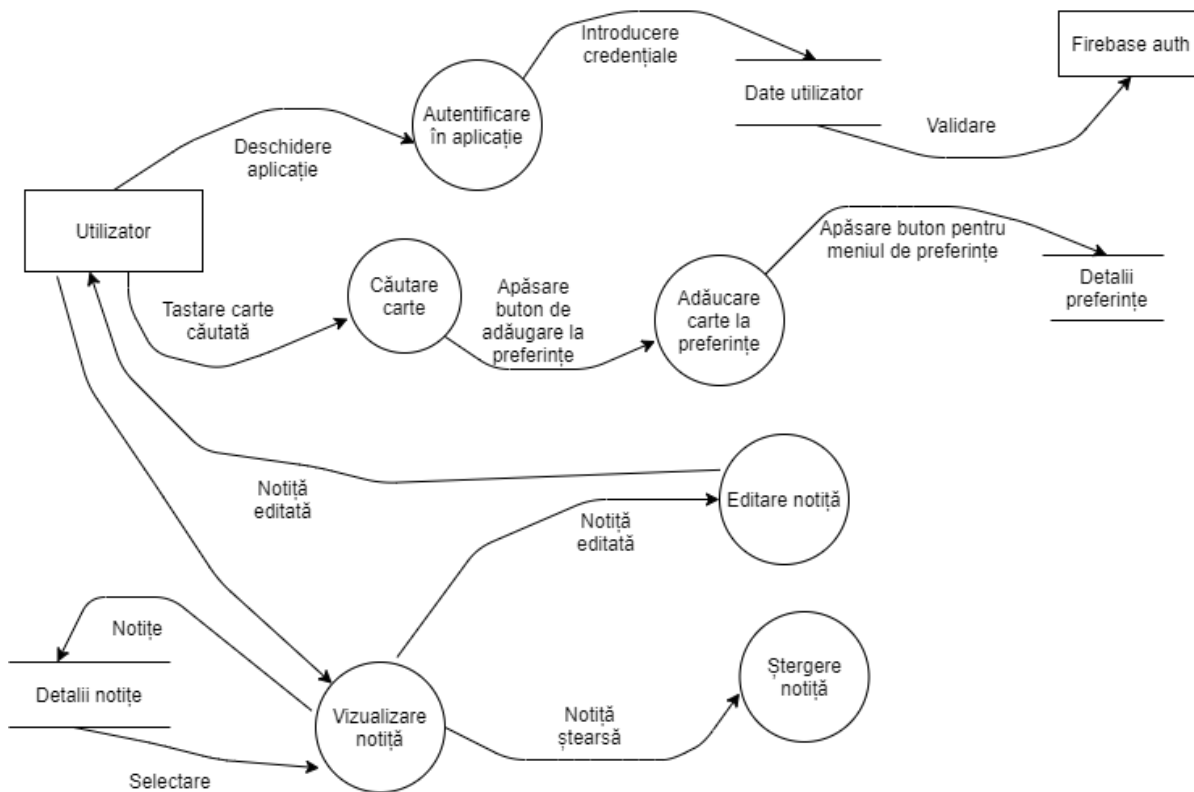 Introducere
credențiale
Firebase auth
Autentificare
în aplicație
Date utilizator
Validare
Deschidere
aplicație
Utilizator
Apăsare buton pentru
meniul de preferințe
Căutare
carte
Apăsare
buton de
adăugare la
preferințe
Adăucare
carte la
preferințe
Detalii
preferințe
Tastare carte
căutată
Notiță
editată
Notiță
editată
Editare notiță
Notițe
Detalii notițe
Vizualizare
notiță
Notiță
ștearsă
Ștergere
notiță
Selectare